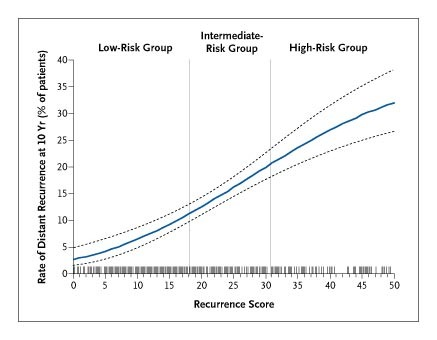 Low-Risk Group
Intermediate-
Risk Group
High-Risk Group
Rate of Distant Recurrence at 10 Yr (% of patients)
40
35
30
25
20
15
10
5
0
0 5 10 15 20 25 30 35 40 45 50
Recurrence Score